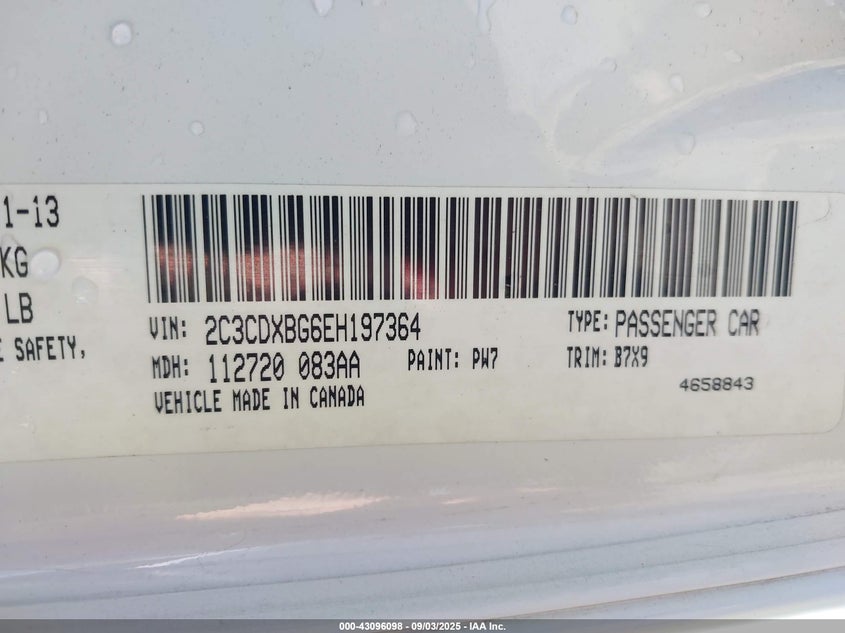 1-13
KG
LB
E SAFETY,
VIN: 2C3CDXBG6EH197364
TYPE: PASSENGER CAR
MDH: 112720 083AA
PAINT: PW7
TRIM: B7X9
VEHICLE MADE IN CANADA
4658843
000-43096098 - 09/03/2025 - IAA Inc.